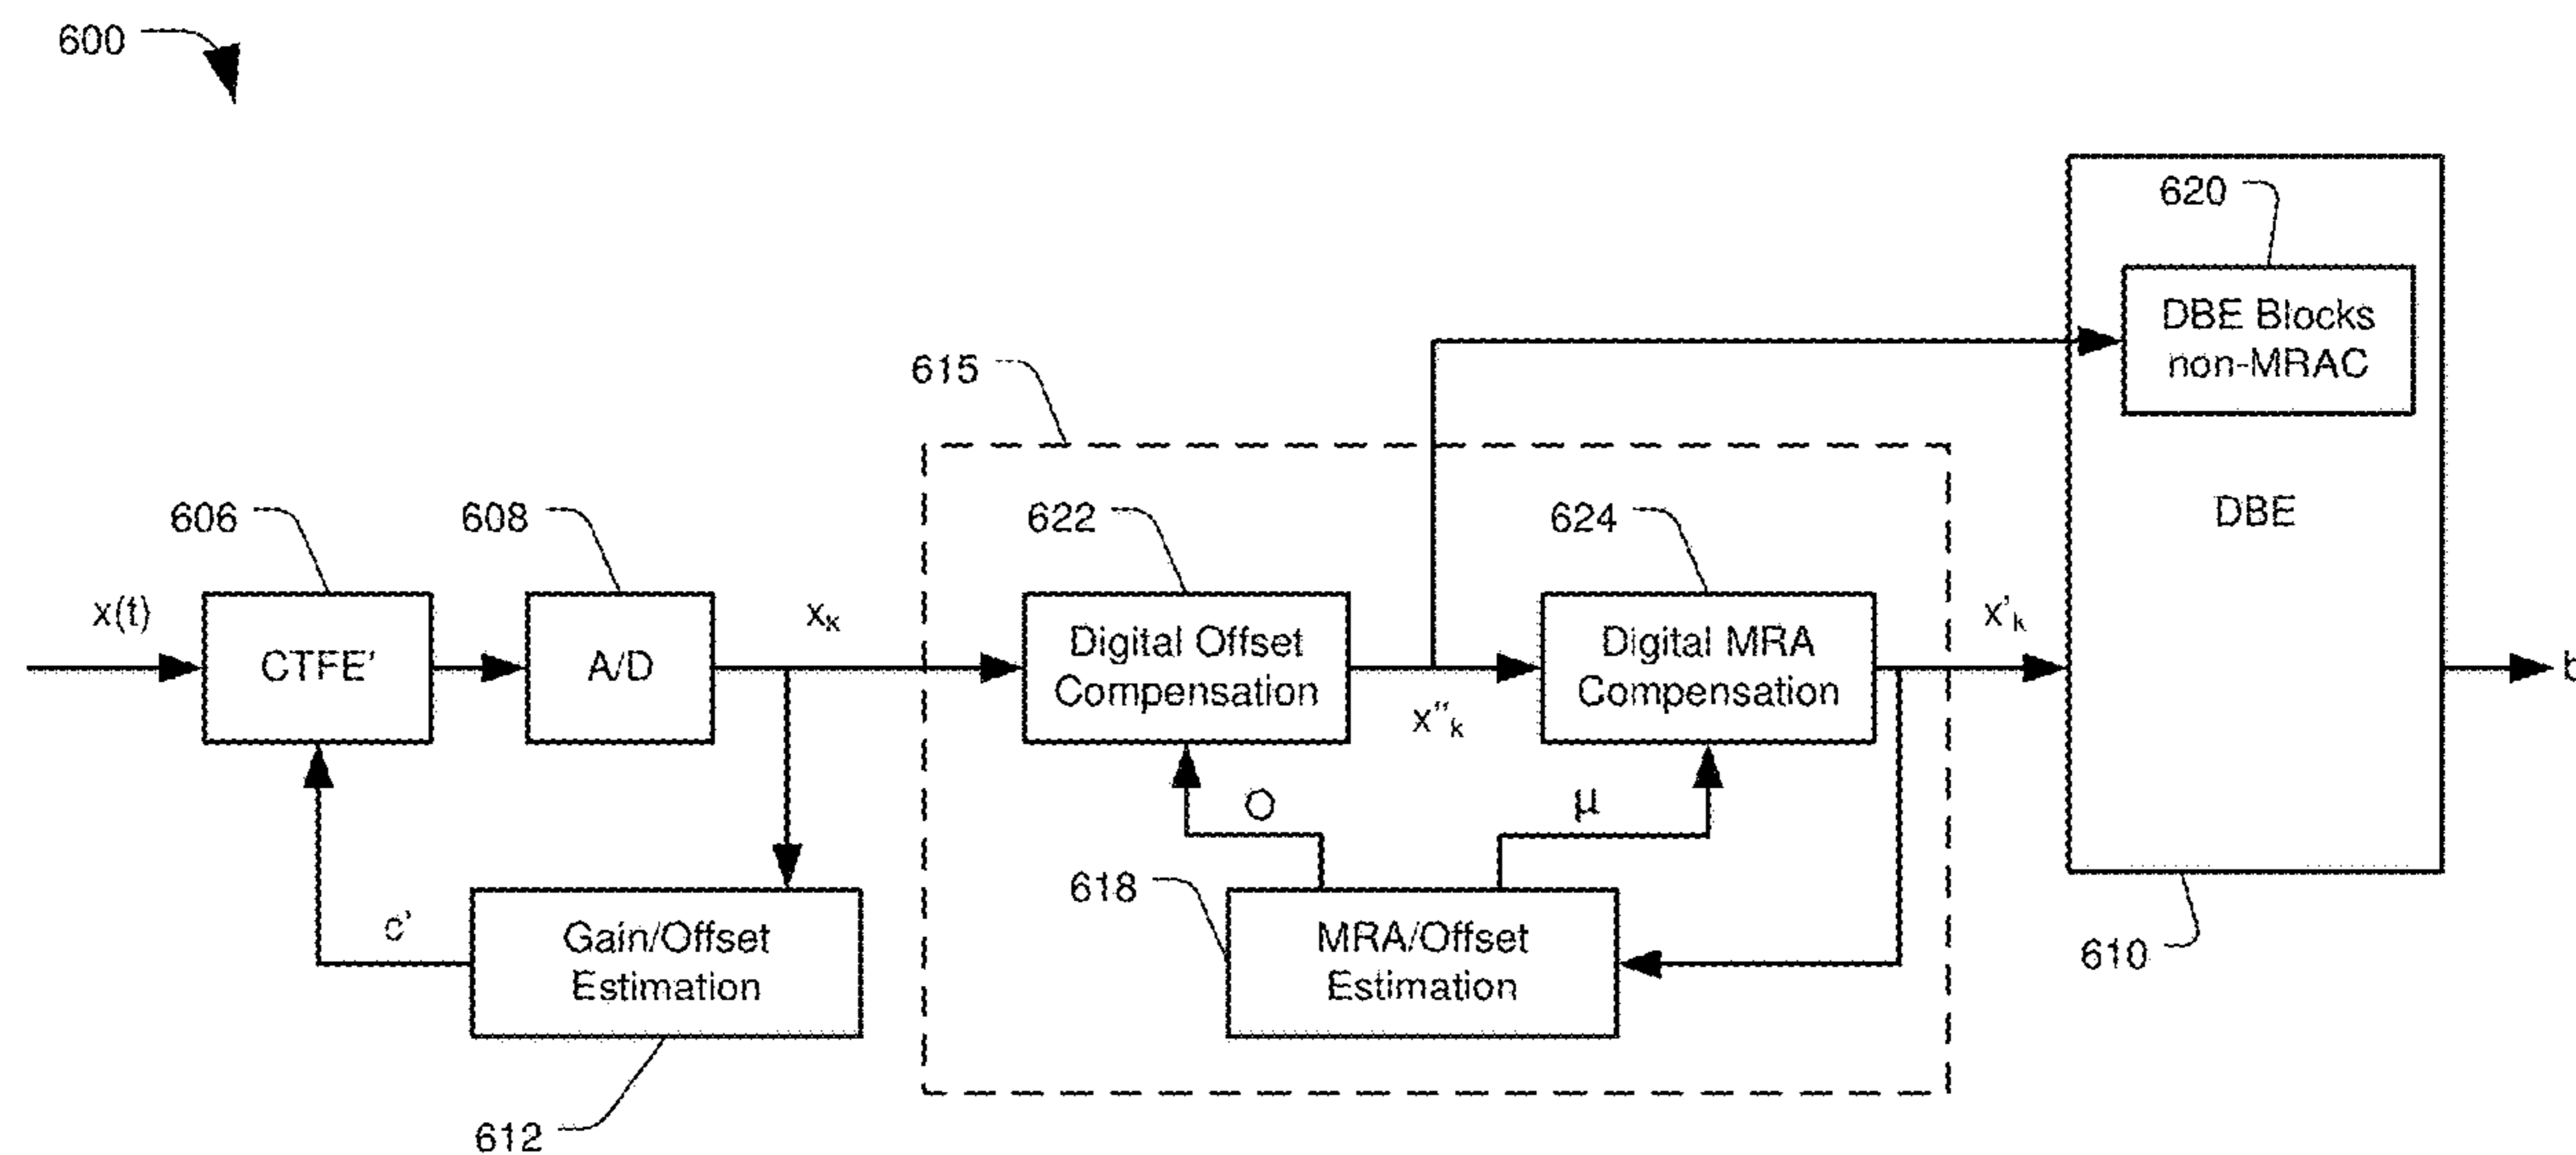 600
620
DBE Blocks
non-MRAC
615
DBE
606
608
622
624
x(t)
CTFE'
A/D
xₖ
Digital Offset
Compensation
x"ₖ
Digital MRA
Compensation
x'ₖ
b
O
μ
618
c'
Gain/Offset
Estimation
MRA/Offset
Estimation
610
612